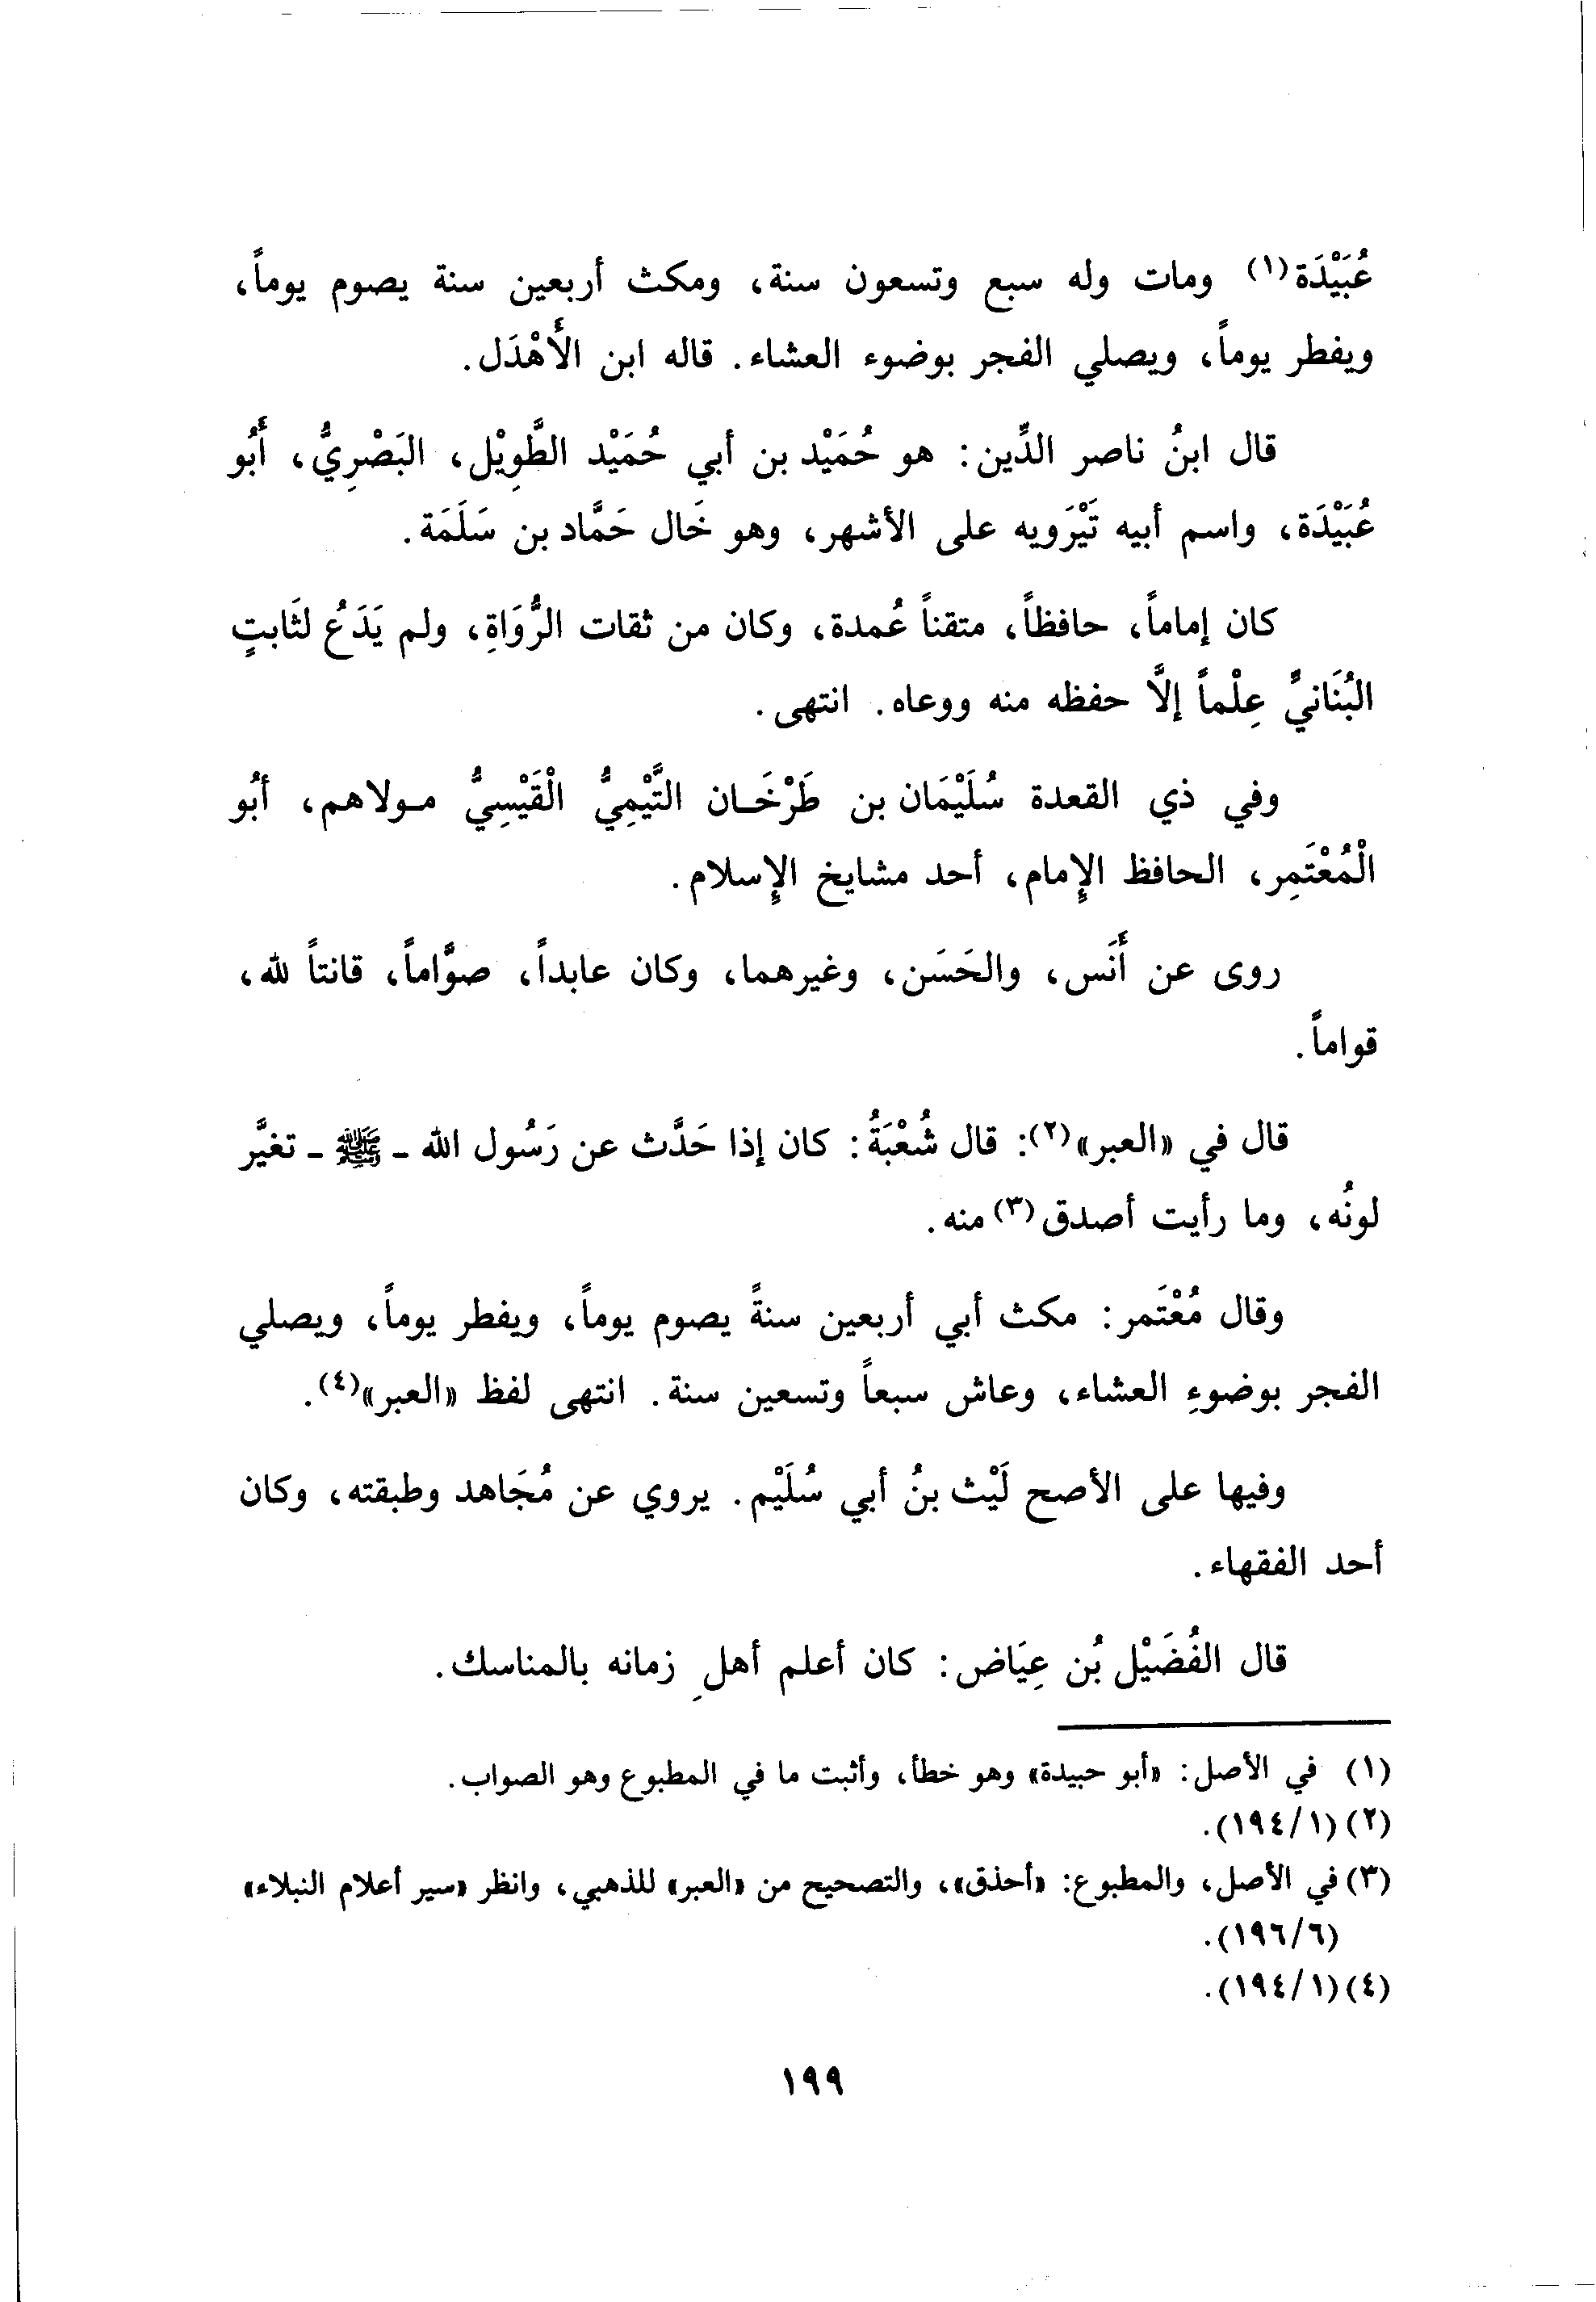 عُبَيْدَة(١) ومات وله سبع وتسعون سنة، ومكث أربعين سنة يصوم يوماً،
ويفطر يوماً، ويصلي الفجر بوضوء العشاء. قاله ابن الأَهْدَل.
قال ابنُ ناصر الدِّين: هو حُمَيْد بن أبي حُمَيْد الطَّوِيْل، البَصْرِيُّ، أَبُو
عُبَيْدَة، واسم أبيه تَيْرَويه على الأشهر، وهو خَال حَمَّاد بن سَلَمَة.
كان إماماً، حافظاً، متقناً عُمدة، وكان من ثقات الرُّوَاةِ، ولم يَدَعُ لثَابتٍ
البُنَانيِّ عِلْماً إلَّا حفظه منه ووعاه. انتهى.
وفي ذي القعدة سُلَيْمَان بن طَرْخَـان التَّيْمِيُّ الْقَيْسِيُّ مـولاهم، أبُو
الْمُعْتَمِر، الحافظ الإِمام، أحد مشايخ الإِسلام.
روى عن أَنَس، والحَسَن، وغيرهما، وكان عابداً، صوَّاماً، قانتاً لله،
قواماً.
قال في «العبر»(٢): قال شُعْبَةُ: كان إذا حَدَّث عن رَسُول الله ـ ﷺ ـ تغيَّر
لونُه، وما رأيت أصدق(٣) منه.
وقال مُعْتَمر: مكث أبي أربعين سنةً يصوم يوماً، ويفطر يوماً، ويصلي
الفجر بوضوءِ العشاء، وعاش سبعاً وتسعين سنة. انتهى لفظ «العبر»(٤).
وفيها على الأصح لَيْث بنُ أبي سُلَيْم. يروي عن مُجَاهد وطبقته، وكان
أحد الفقهاء.
قال الفُضَيْل بُن عِيَاض: كان أعلم أهلِ زمانه بالمناسك.
(١) في الأصل: «أبو حبيدة» وهو خطأ، وأثبت ما في المطبوع وهو الصواب.
(٢) (١/١٩٤).
(٣) في الأصل، والمطبوع: «أحذق»، والتصحيح من «العبر» للذهبي، وانظر «سير أعلام النبلاء»
(٦/١٩٦).
(٤) (١/١٩٤).
١٩٩